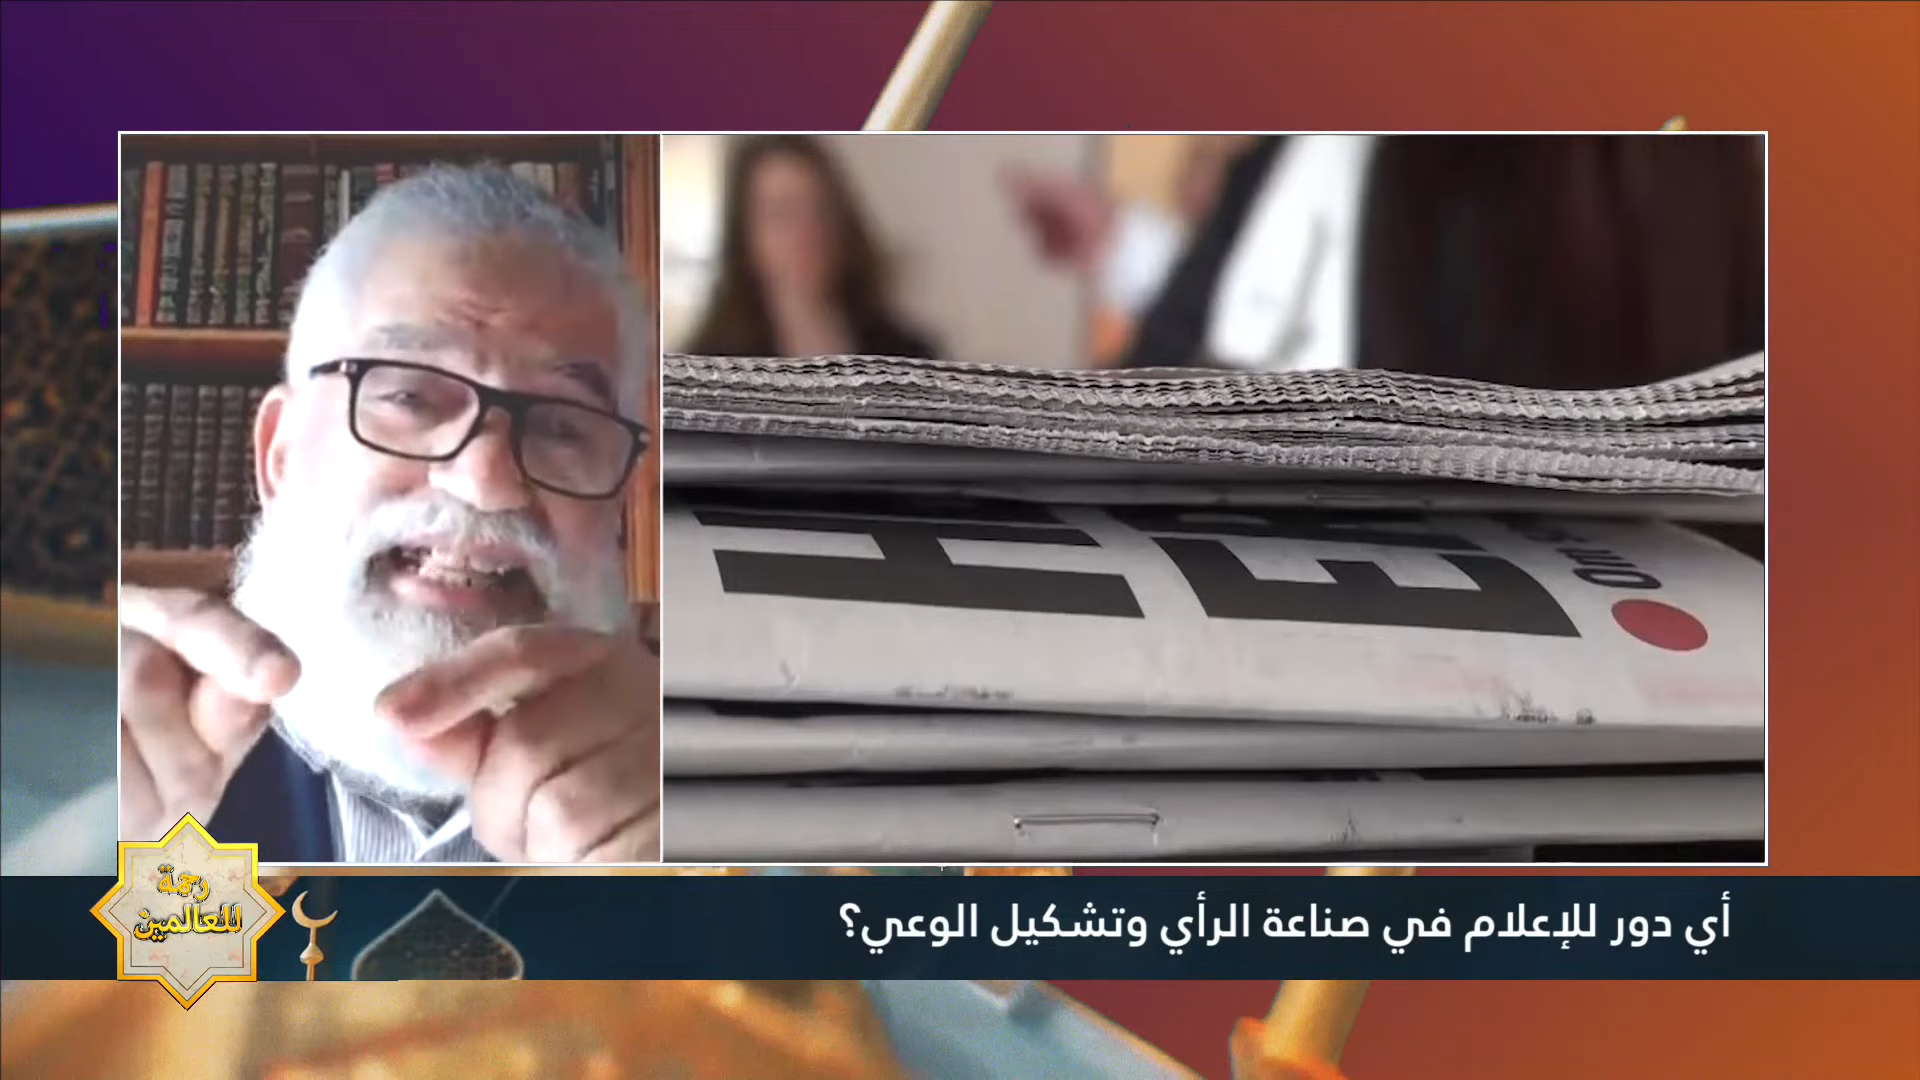 أي دور للإعلام في صناعة الرأي وتشكيل الوعي؟
رحمة
للعالمين